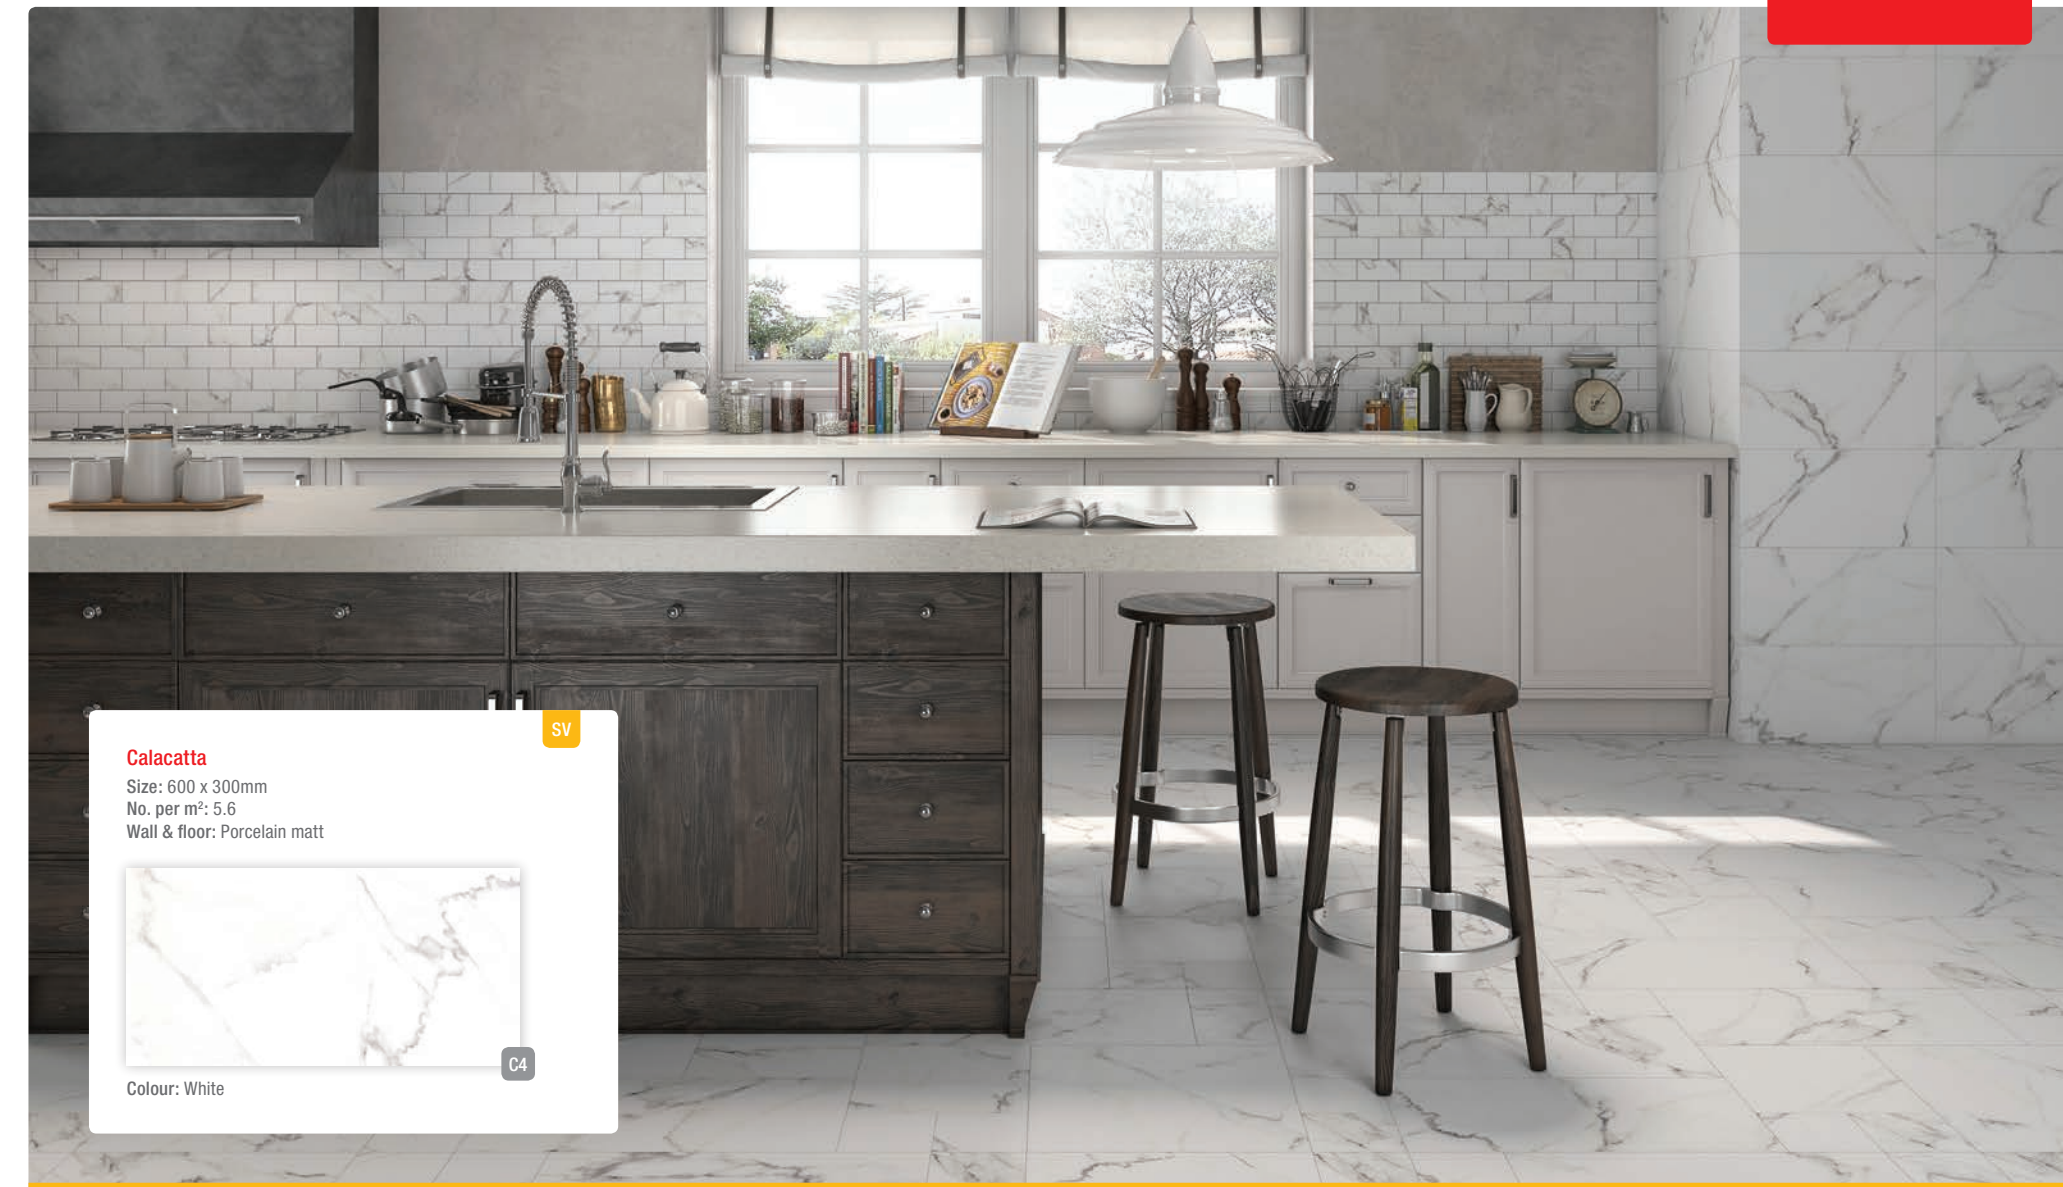 SV
Calacatta
Size: 600 x 300mm
No. per m²: 5.6
Wall & floor: Porcelain matt
C4
Colour: White